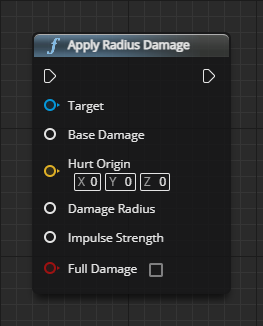 f Apply Radius Damage
Target
Base Damage
Hurt Origin
X 0 Y 0 Z 0
Damage Radius
Impulse Strength
Full Damage